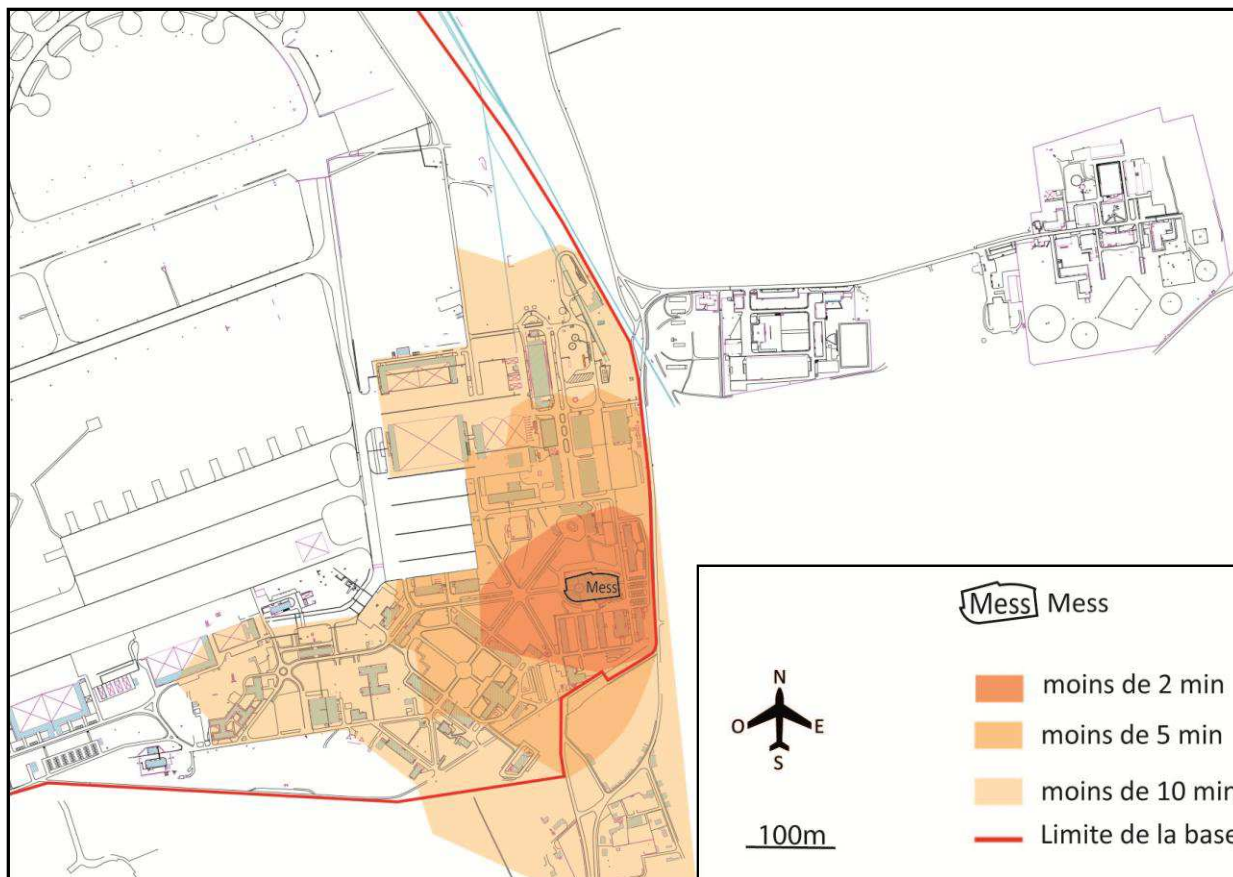 Mess
Mess Mess
moins de 2 min
N
O E
S
moins de 5 min
moins de 10 min
100m
Limite de la base